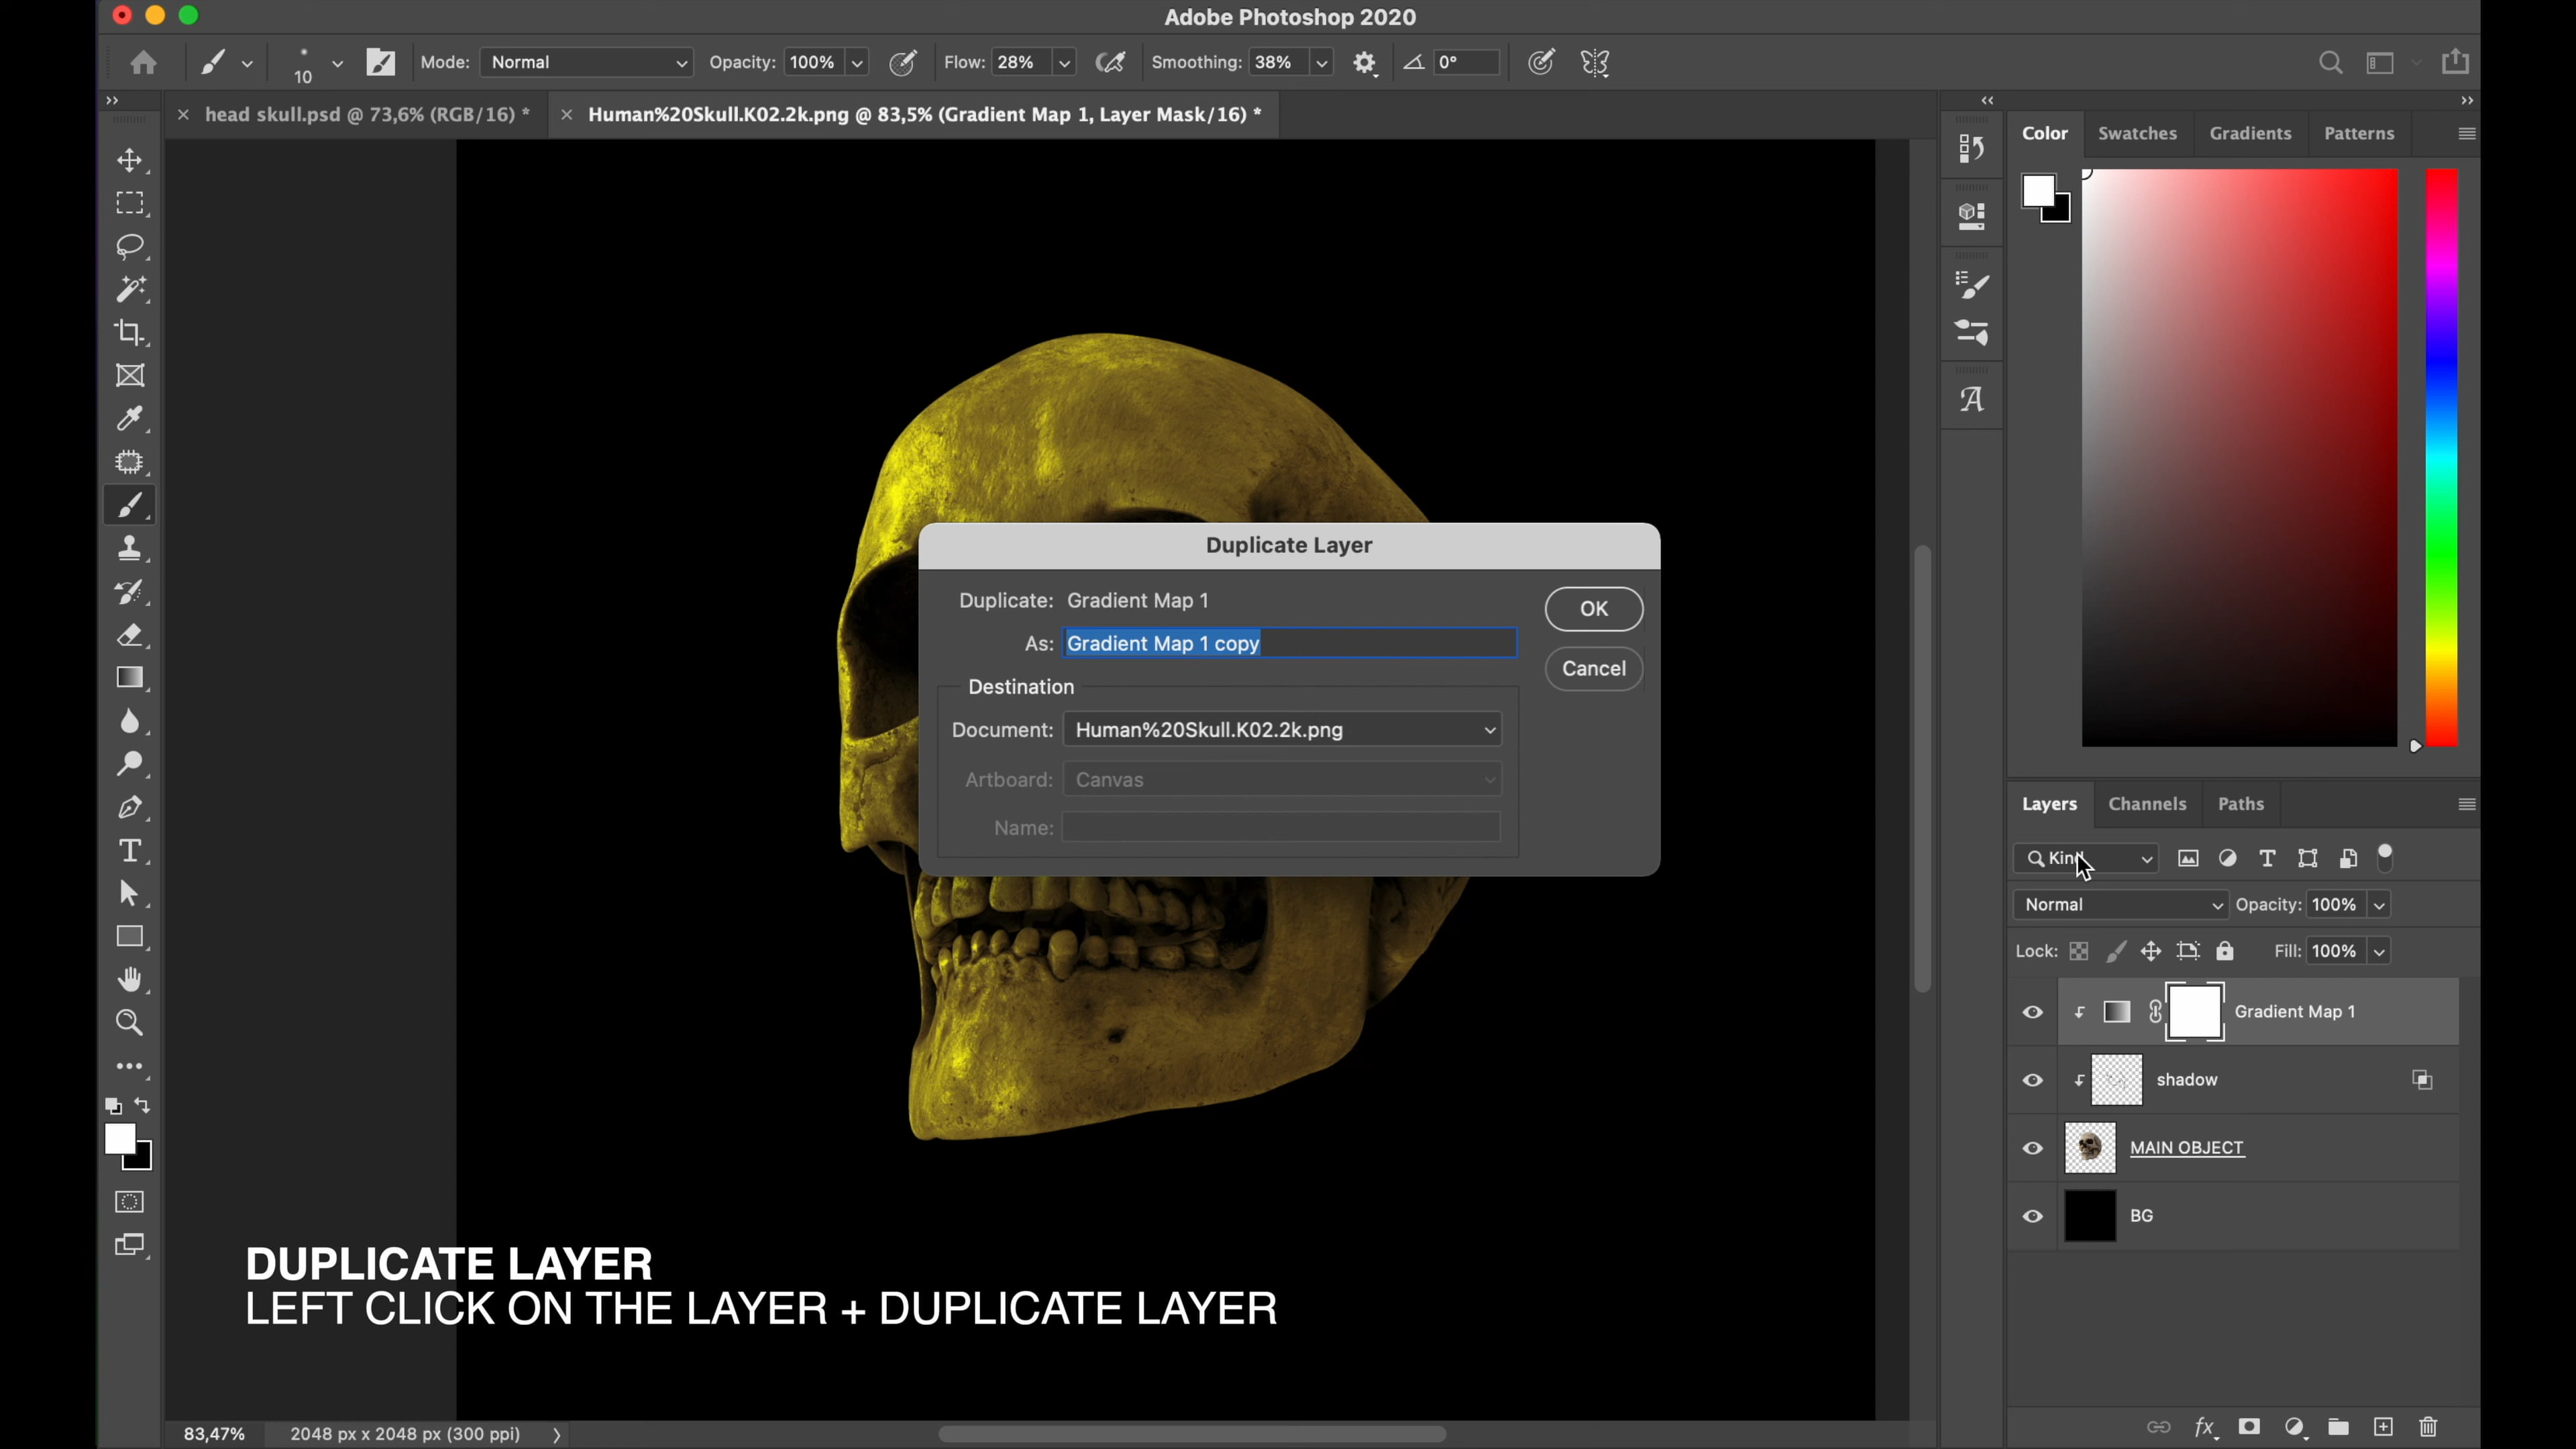 Adobe Photoshop 2020
10
Mode: Normal Opacity: 100% Flow: 28% Smoothing: 38% 0°
head skull.psd @ 73,6% (RGB/16) *
Human%20Skull.K02.2k.png @ 83,5% (Gradient Map 1, Layer Mask/16) *
Color Swatches Gradients Patterns
Duplicate Layer
Duplicate: Gradient Map 1
As: Gradient Map 1 copy
OK
Cancel
Destination
Document: Human%20Skull.K02.2k.png
Artboard: Canvas
Name:
Layers Channels Paths
Kind
Normal Opacity: 100%
Lock: Fill: 100%
Gradient Map 1
shadow
MAIN OBJECT
BG
DUPLICATE LAYER
LEFT CLICK ON THE LAYER + DUPLICATE LAYER
83,47% 2048 px x 2048 px (300 ppi)
fx